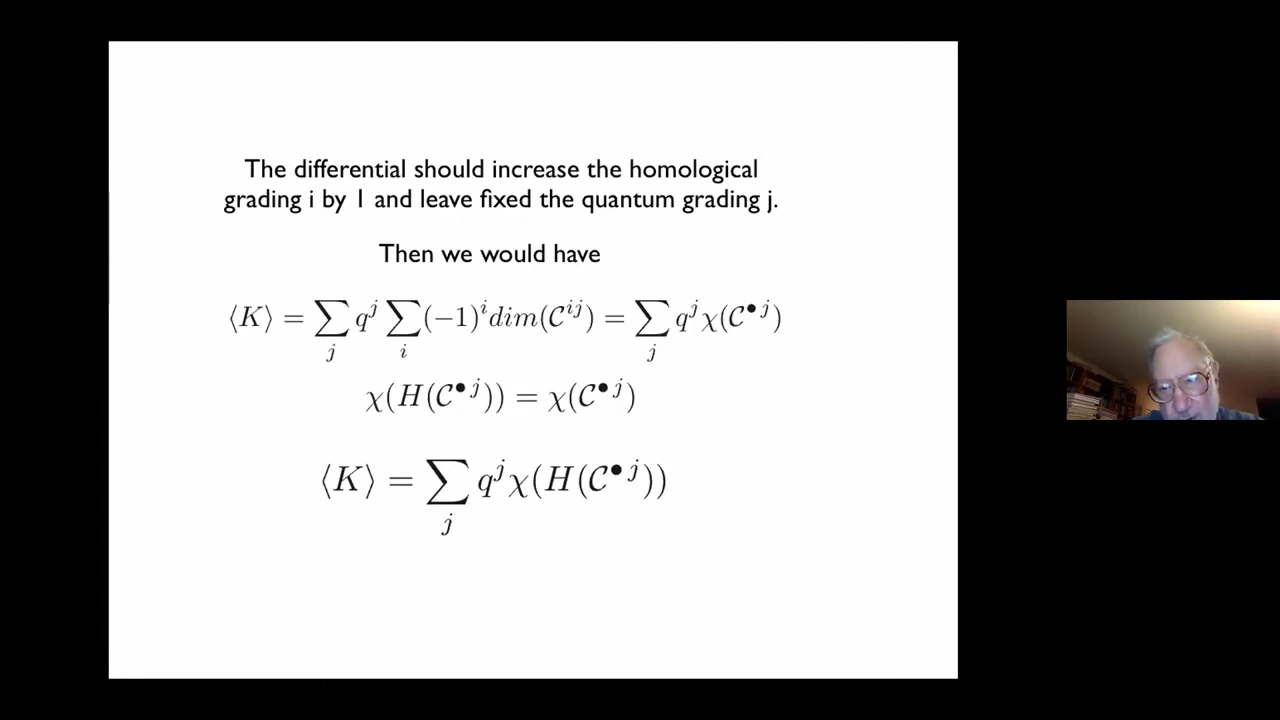 The differential should increase the homological
grading i by 1 and leave fixed the quantum grading j.
Then we would have
⟨K⟩ = ∑_j q^j ∑_i (−1)^i dim(𝒞^{ij}) = ∑_j q^j χ(𝒞^{• j})
χ(H(𝒞^{• j})) = χ(𝒞^{• j})
⟨K⟩ = ∑_j q^j χ(H(𝒞^{• j}))